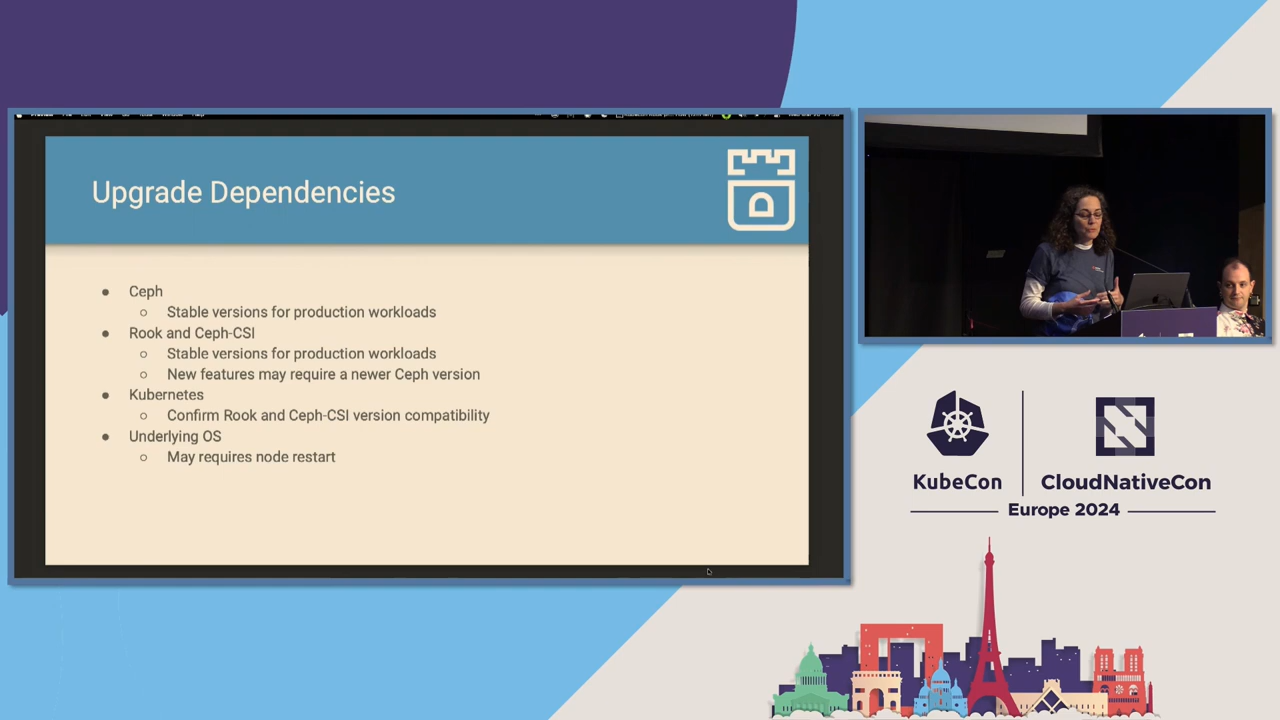 Upgrade Dependencies
● Ceph
○ Stable versions for production workloads
● Rook and Ceph-CSI
○ Stable versions for production workloads
○ New features may require a newer Ceph version
● Kubernetes
○ Confirm Rook and Ceph-CSI version compatibility
● Underlying OS
○ May requires node restart
KubeCon
CloudNativeCon
Europe 2024